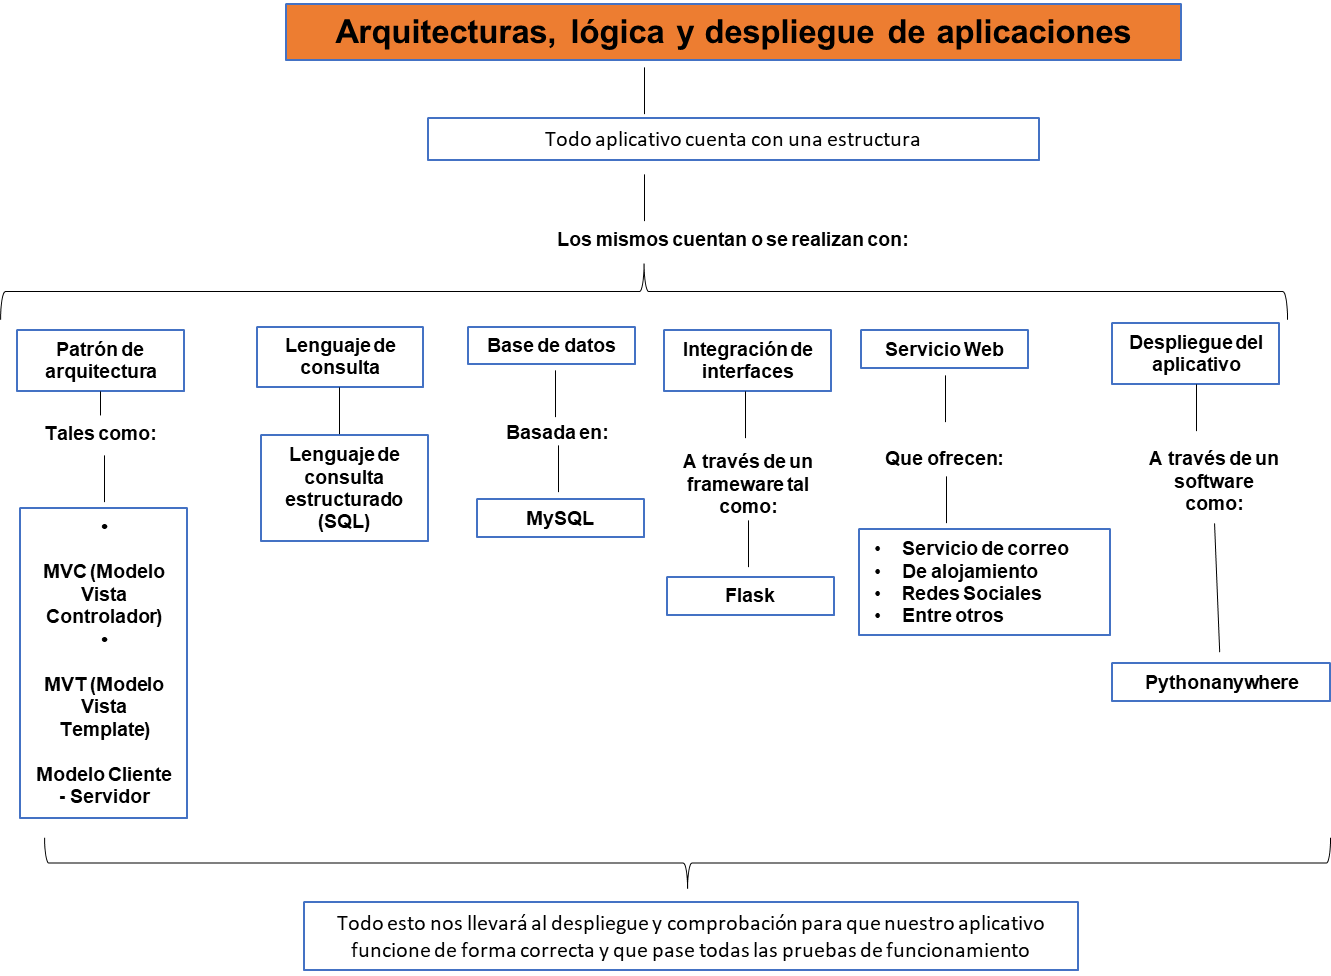 Arquitecturas, lógica y despliegue de aplicaciones
Todo aplicativo cuenta con una estructura
Los mismos cuentan o se realizan con:
Patrón de
arquitectura
Tales como:
•
MVC (Modelo
Vista
Controlador)
•
MVT (Modelo
Vista
Template)
Modelo Cliente
- Servidor
Lenguaje de
consulta
Lenguaje de
consulta
estructurado
(SQL)
Base de datos
Basada en:
MySQL
Integración de
interfaces
A través de un
frameware tal
como:
Flask
Servicio Web
Que ofrecen:
• Servicio de correo
• De alojamiento
• Redes Sociales
• Entre otros
Despliegue del
aplicativo
A través de un
software
como:
Pythonanywhere
Todo esto nos llevará al despliegue y comprobación para que nuestro aplicativo
funcione de forma correcta y que pase todas las pruebas de funcionamiento